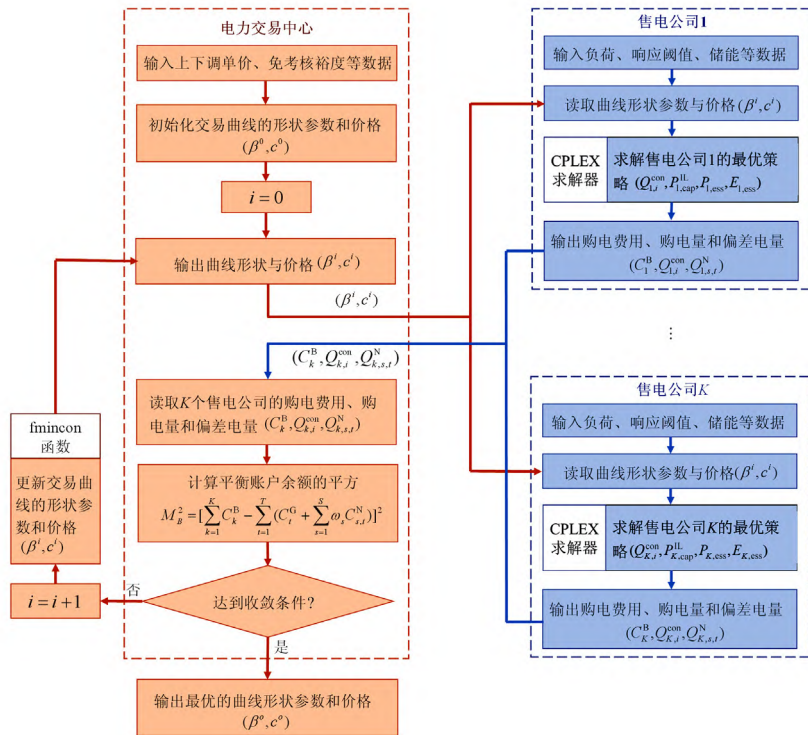 电力交易中心
输入上下调单价、免考核裕度等数据
初始化交易曲线的形状参数和价格
(β⁰,c⁰)
i=0
输出曲线形状与价格(βⁱ,cⁱ)
(βⁱ,cⁱ)
(C_k^B,Q_{k,i}^{con},Q_{k,s,t}^N)
读取K个售电公司的购电费用、购
电量和偏差电量 (C_k^B,Q_{k,i}^{con},Q_{k,s,t}^N)
计算平衡账户余额的平方
M_B^2=[∑_{k=1}^K C_k^B-∑_{t=1}^T(C_t^G+∑_{s=1}^S ω_s C_{s,t}^N)]^2
达到收敛条件?
否
是
i=i+1
fmincon
函数
更新交易曲
线的形状参
数和价格
(βⁱ,cⁱ)
输出最优的曲线形状参数和价格
(β^o,c^o)
售电公司1
输入负荷、响应阈值、储能等数据
读取曲线形状参数与价格(βⁱ,cⁱ)
CPLEX
求解器
求解售电公司1的最优策
略 (Q_{1,i}^{con},P_{1,cap}^{IL},P_{1,ess},E_{1,ess})
输出购电费用、购电量和偏差电量
(C_1^B,Q_{1,i}^{con},Q_{1,s,t}^N)
⋮
售电公司K
输入负荷、响应阈值、储能等数据
读取曲线形状参数与价格(βⁱ,cⁱ)
CPLEX
求解器
求解售电公司K的最优策
略(Q_{K,i}^{con},P_{K,cap}^{IL},P_{K,ess},E_{K,ess})
输出购电费用、购电量和偏差电量
(C_K^B,Q_{K,i}^{con},Q_{K,s,t}^N)